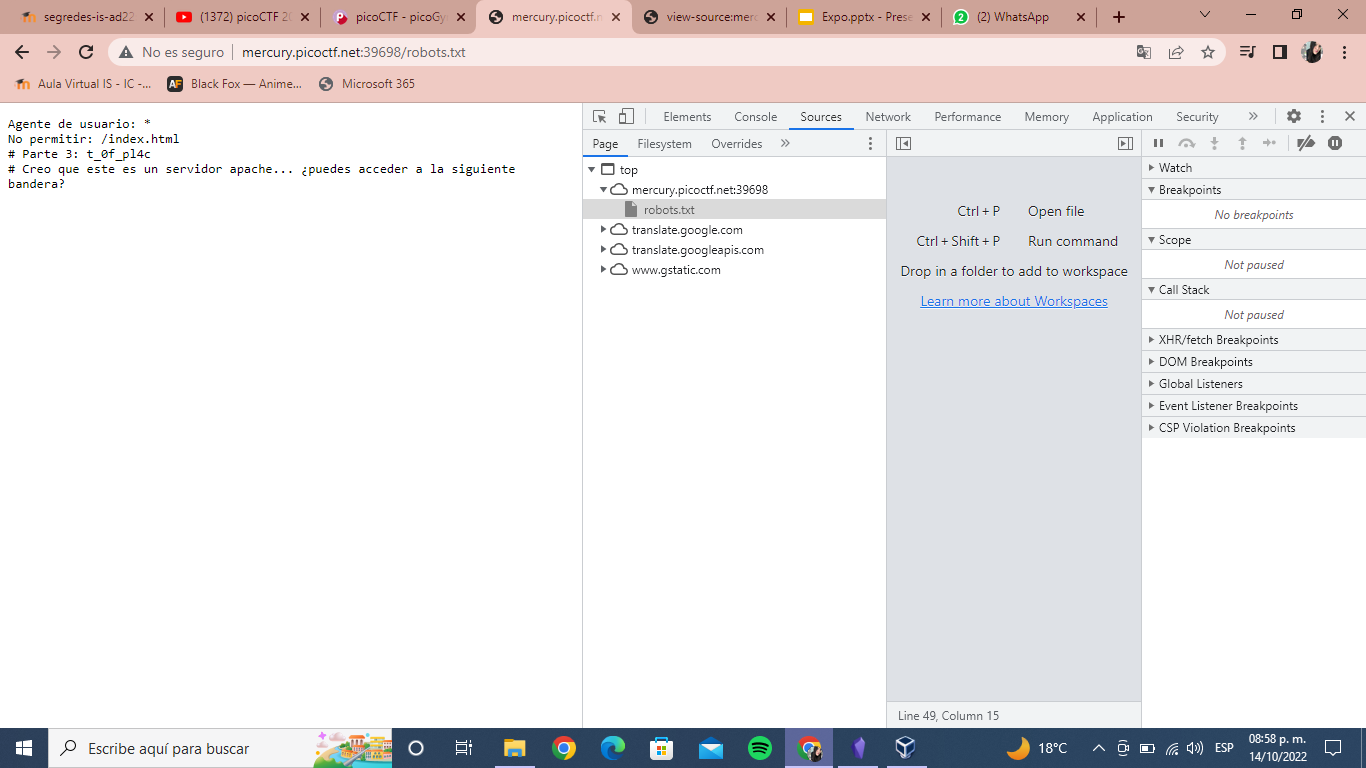 segredes-is-ad22
(1372) picoCTF 20
picoCTF - picoGy
mercury.picoctf.n
view-source:merc
Expo.pptx - Prese
(2) WhatsApp
No es seguro
mercury.picoctf.net:39698/robots.txt
Aula Virtual IS - IC -...
Black Fox — Anime...
Microsoft 365
Agente de usuario: *
No permitir: /index.html
# Parte 3: t_0f_pl4c
# Creo que este es un servidor apache... ¿puedes acceder a la siguiente
bandera?
Elements Console Sources Network Performance Memory Application Security
Page Filesystem Overrides
top
mercury.picoctf.net:39698
robots.txt
translate.google.com
translate.googleapis.com
www.gstatic.com
Ctrl + P Open file
Ctrl + Shift + P Run command
Drop in a folder to add to workspace
Learn more about Workspaces
Line 49, Column 15
Watch
Breakpoints
No breakpoints
Scope
Not paused
Call Stack
Not paused
XHR/fetch Breakpoints
DOM Breakpoints
Global Listeners
Event Listener Breakpoints
CSP Violation Breakpoints
Escribe aquí para buscar
18°C
ESP
08:58 p. m.
14/10/2022